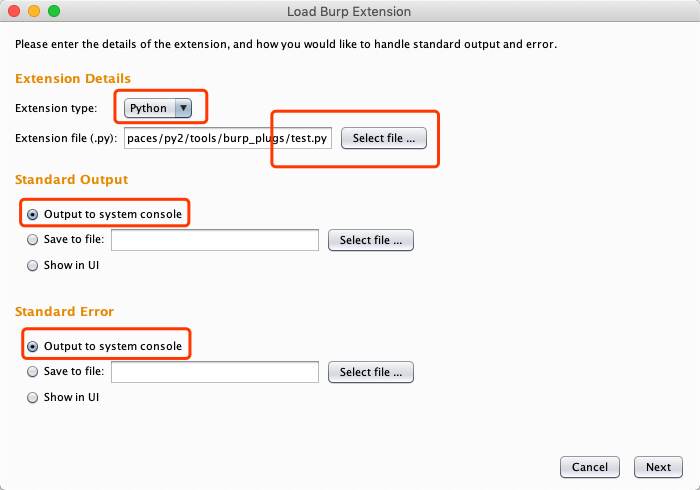 Load Burp Extension
Please enter the details of the extension, and how you would like to handle standard output and error.
Extension Details
Extension type: Python
Extension file (.py): paces/py2/tools/burp_plugs/test.py Select file ...
Standard Output
Output to system console
Save to file: Select file ...
Show in UI
Standard Error
Output to system console
Save to file: Select file ...
Show in UI
Cancel Next